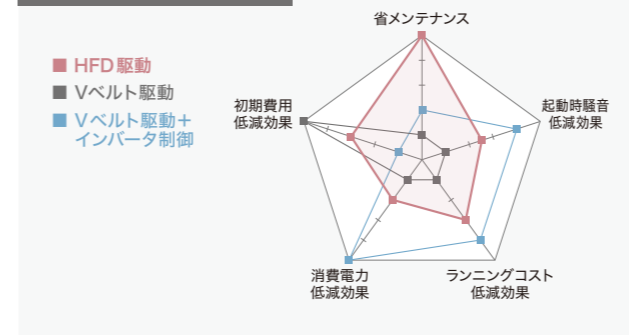 省メンテナンス
■ HFD駆動
■ Vベルト駆動
■ Vベルト駆動＋
インバータ制御
初期費用
低減効果
起動時騒音
低減効果
消費電力
低減効果
ランニングコスト
低減効果